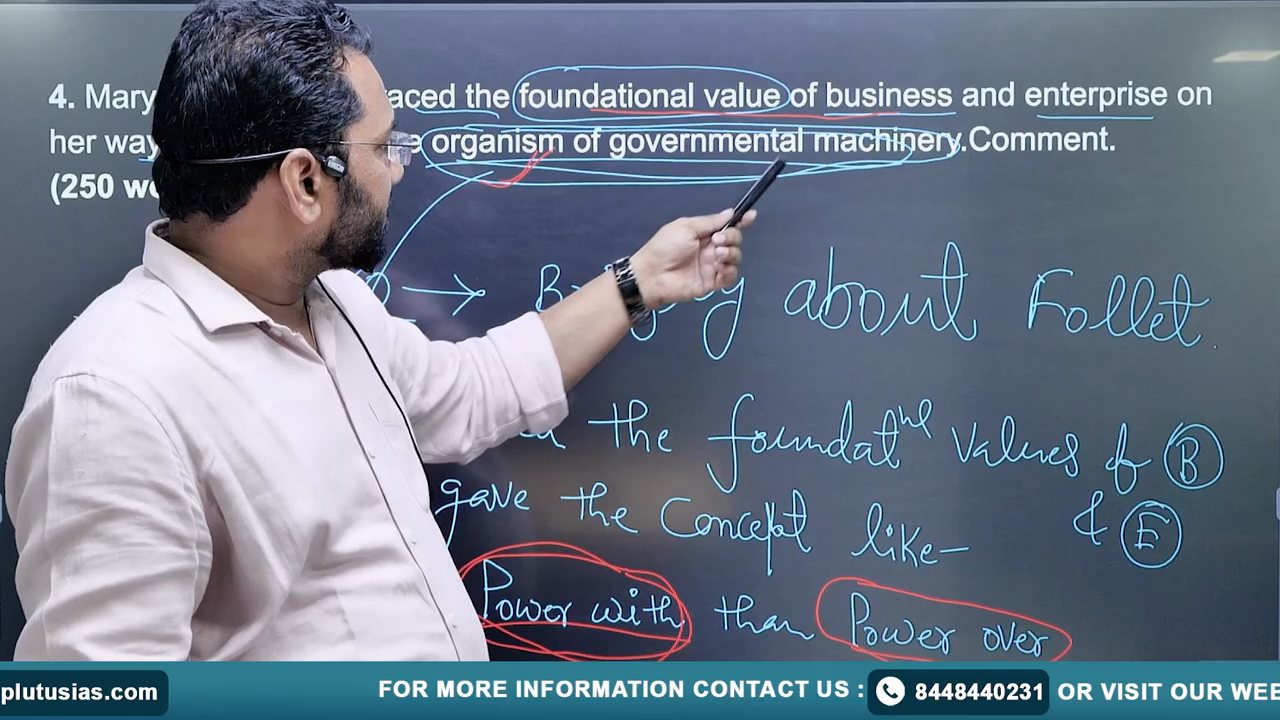 4. Mary aced the foundational value of business and enterprise on
her way e organism of governmental machinery.Comment.
(250 wo
→ about Follet.
the foundatnl values of B
gave the concept like- & E
Power with than Power over
plutusias.com FOR MORE INFORMATION CONTACT US : 8448440231 OR VISIT OUR WEE